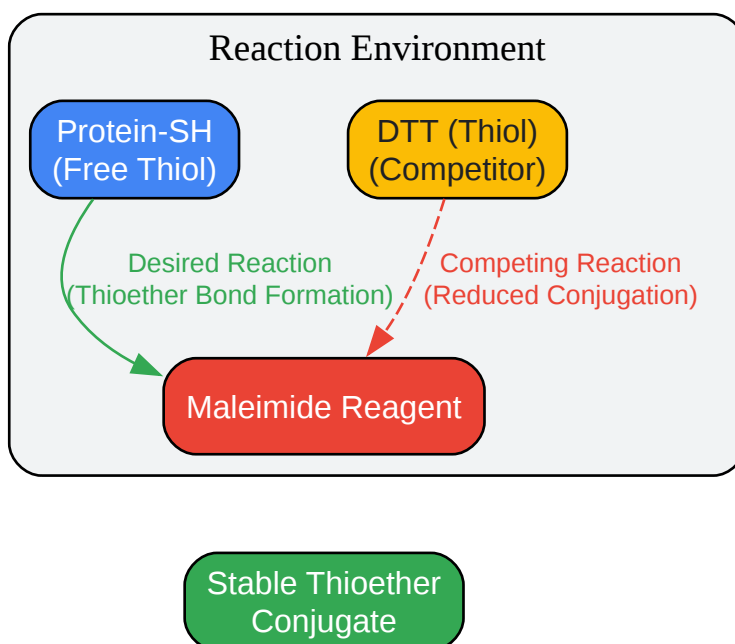 Reaction Environment
Protein-SH
(Free Thiol)
DTT (Thiol)
(Competitor)
Desired Reaction
(Thioether Bond Formation)
Competing Reaction
(Reduced Conjugation)
Maleimide Reagent
Stable Thioether
Conjugate